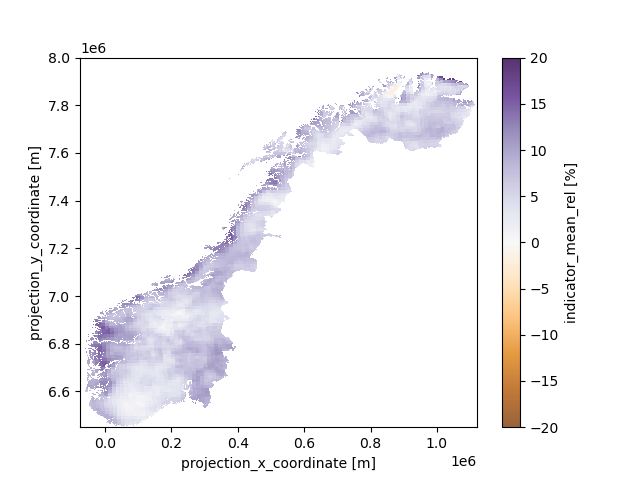 1e6
8.0
7.8
7.6
7.4
7.2
7.0
6.8
6.6
projection_y_coordinate [m]
0.0 0.2 0.4 0.6 0.8 1.0
1e6
projection_x_coordinate [m]
20
15
10
5
0
−5
−10
−15
−20
indicator_mean_rel [%]